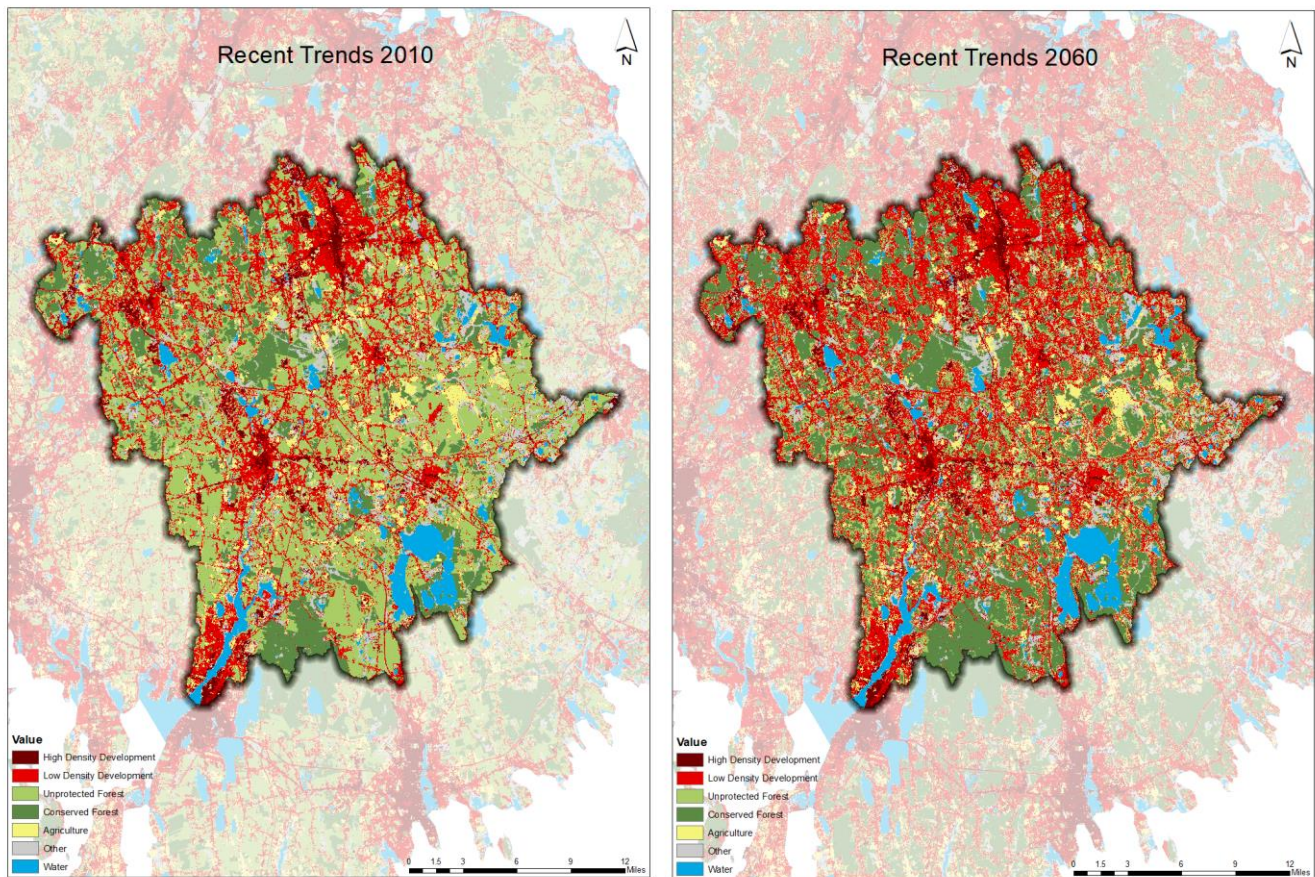 Recent Trends 2010
N
Value
High Density Development
Low Density Development
Unprotected Forest
Conserved Forest
Agriculture
Other
Water
0 1.5 3 6 9 12
Miles
Recent Trends 2060
N
Value
High Density Development
Low Density Development
Unprotected Forest
Conserved Forest
Agriculture
Other
Water
0 1.5 3 6 9 12
Miles